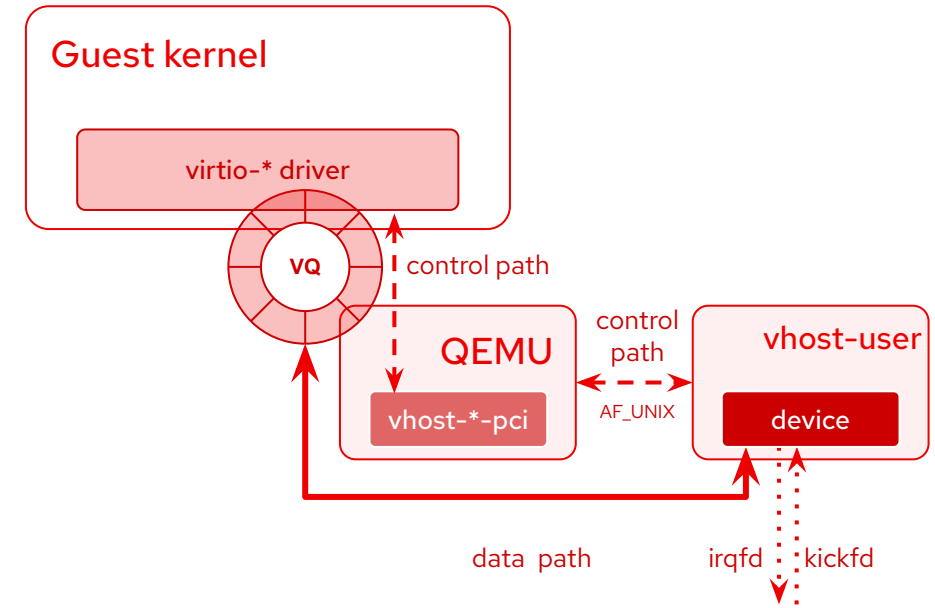 Guest kernel
virtio-* driver
VQ
control path
QEMU
vhost-*-pci
control
path
AF_UNIX
vhost-user
device
data path
irqfd
kickfd